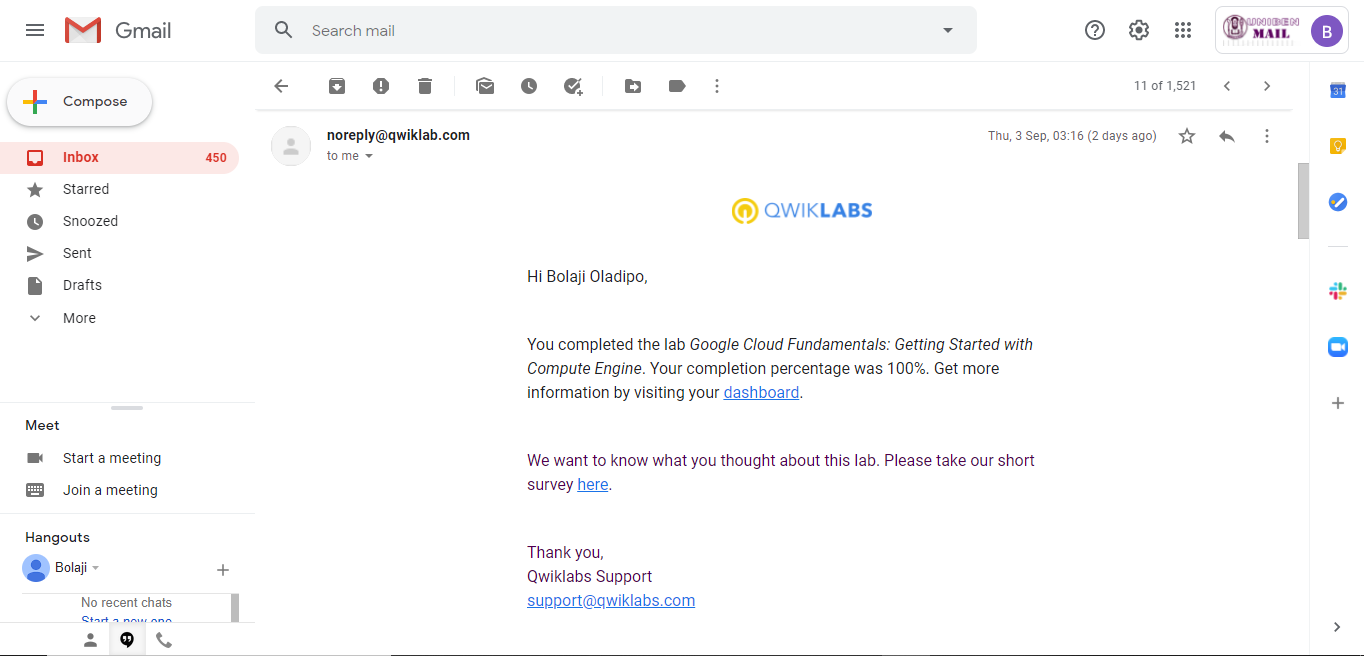 Gmail
Search mail
UNIBEN
MAIL
B
Compose
11 of 1,521
31
Inbox 450
Starred
Snoozed
Sent
Drafts
More
noreply@qwiklab.com
Thu, 3 Sep, 03:16 (2 days ago)
to me
QWIKLABS
Hi Bolaji Oladipo,
You completed the lab Google Cloud Fundamentals: Getting Started with
Compute Engine. Your completion percentage was 100%. Get more
information by visiting your dashboard.
We want to know what you thought about this lab. Please take our short
survey here.
Thank you,
Qwiklabs Support
support@qwiklabs.com
Meet
Start a meeting
Join a meeting
Hangouts
Bolaji
No recent chats
Start a new one